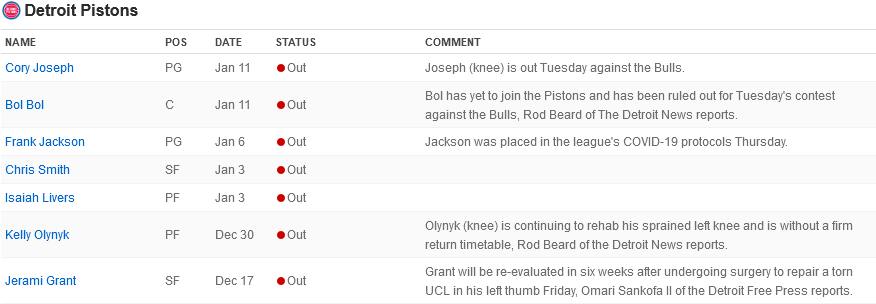 Detroit Pistons
NAME POS DATE STATUS COMMENT
Cory Joseph PG Jan 11 Out Joseph (knee) is out Tuesday against the Bulls.
Bol Bol C Jan 11 Out Bol has yet to join the Pistons and has been ruled out for Tuesday's contest
against the Bulls, Rod Beard of The Detroit News reports.
Frank Jackson PG Jan 6 Out Jackson was placed in the league's COVID-19 protocols Thursday.
Chris Smith SF Jan 3 Out
Isaiah Livers PF Jan 3 Out
Kelly Olynyk PF Dec 30 Out Olynyk (knee) is continuing to rehab his sprained left knee and is without a firm
return timetable, Rod Beard of the Detroit News reports.
Jerami Grant SF Dec 17 Out Grant will be re-evaluated in six weeks after undergoing surgery to repair a torn
UCL in his left thumb Friday, Omari Sankofa II of the Detroit Free Press reports.